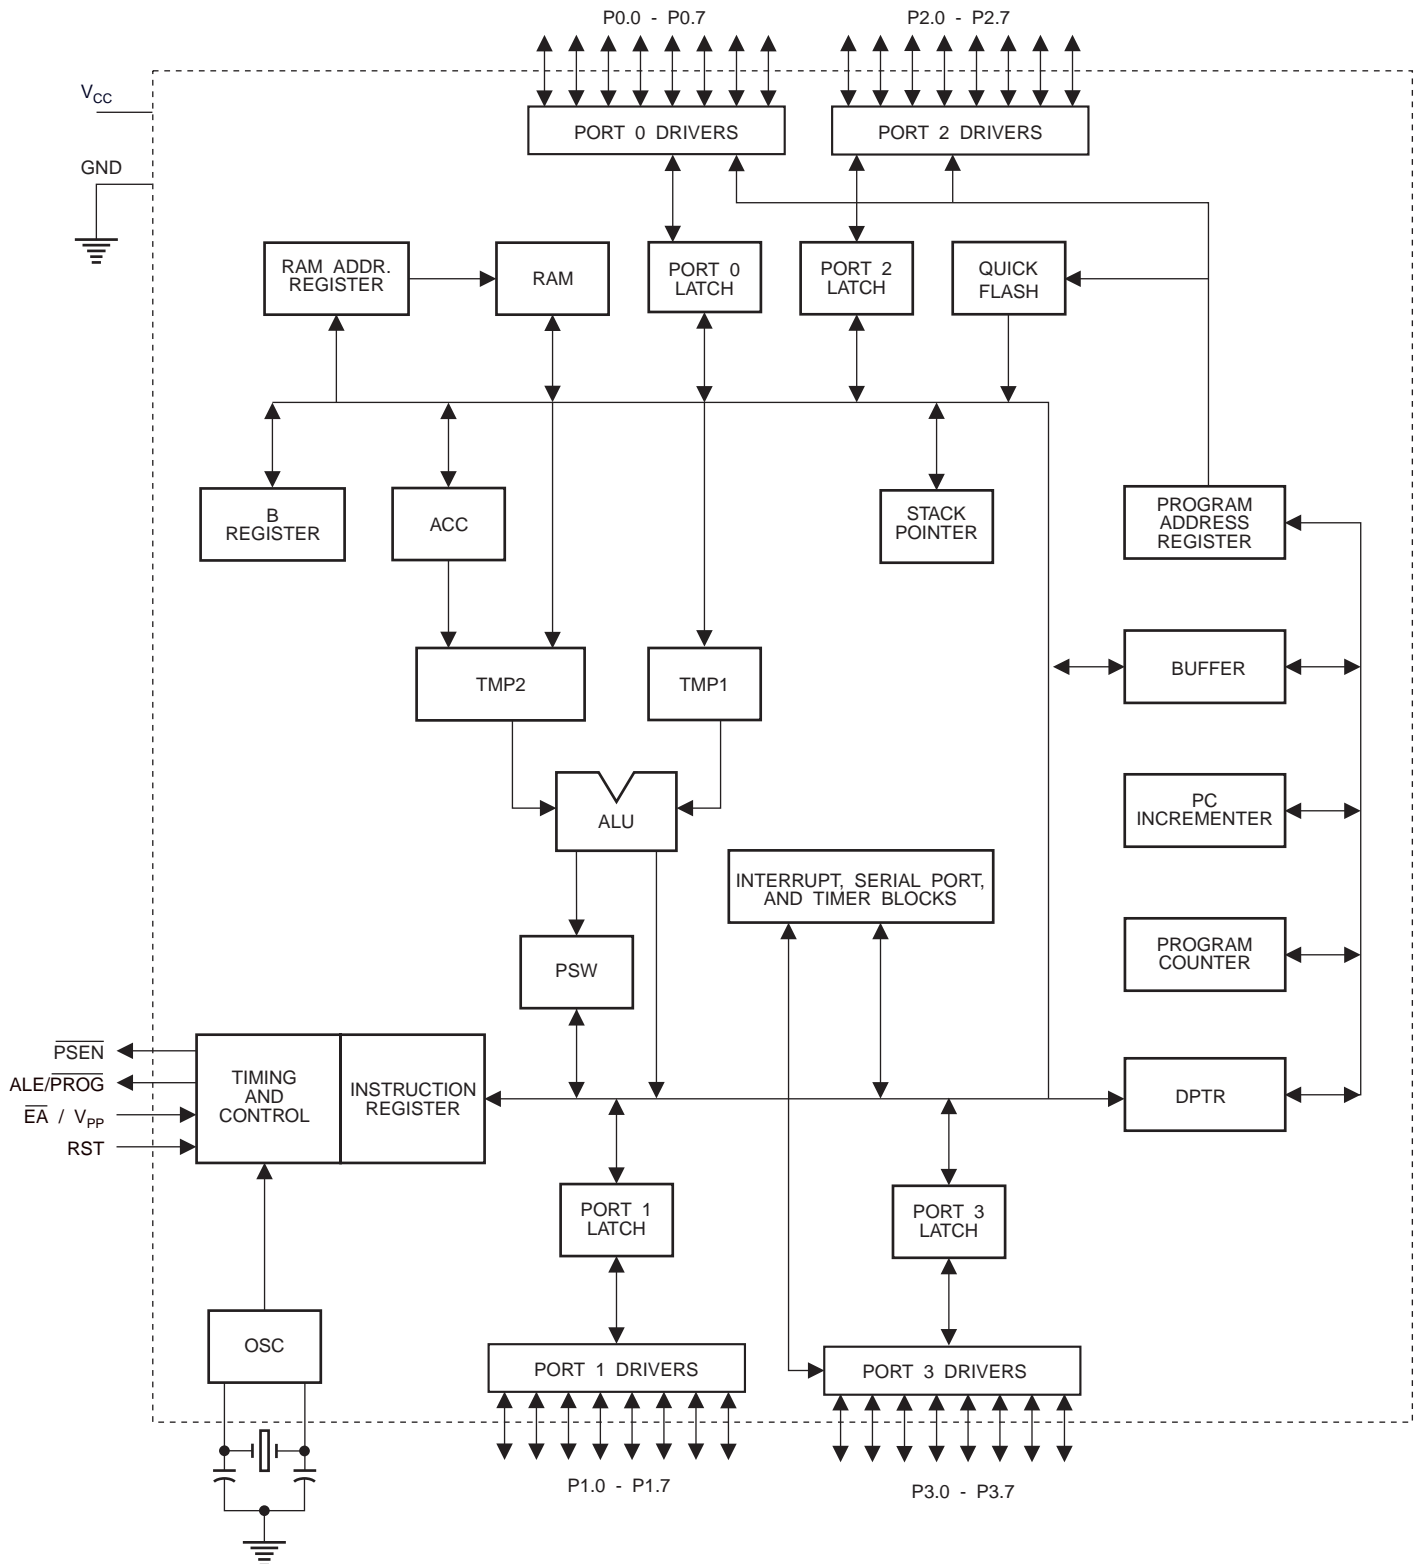 P0.0 - P0.7
P2.0 - P2.7
VCC
GND
PORT 0 DRIVERS
PORT 2 DRIVERS
RAM ADDR.
REGISTER
RAM
PORT 0
LATCH
PORT 2
LATCH
QUICK
FLASH
B
REGISTER
ACC
STACK
POINTER
PROGRAM
ADDRESS
REGISTER
TMP2
TMP1
BUFFER
ALU
PC
INCREMENTER
INTERRUPT, SERIAL PORT,
AND TIMER BLOCKS
PSW
PROGRAM
COUNTER
PSEN
ALE/PROG
EA / VPP
RST
TIMING
AND
CONTROL
INSTRUCTION
REGISTER
DPTR
PORT 1
LATCH
PORT 3
LATCH
OSC
PORT 1 DRIVERS
PORT 3 DRIVERS
P1.0 - P1.7
P3.0 - P3.7